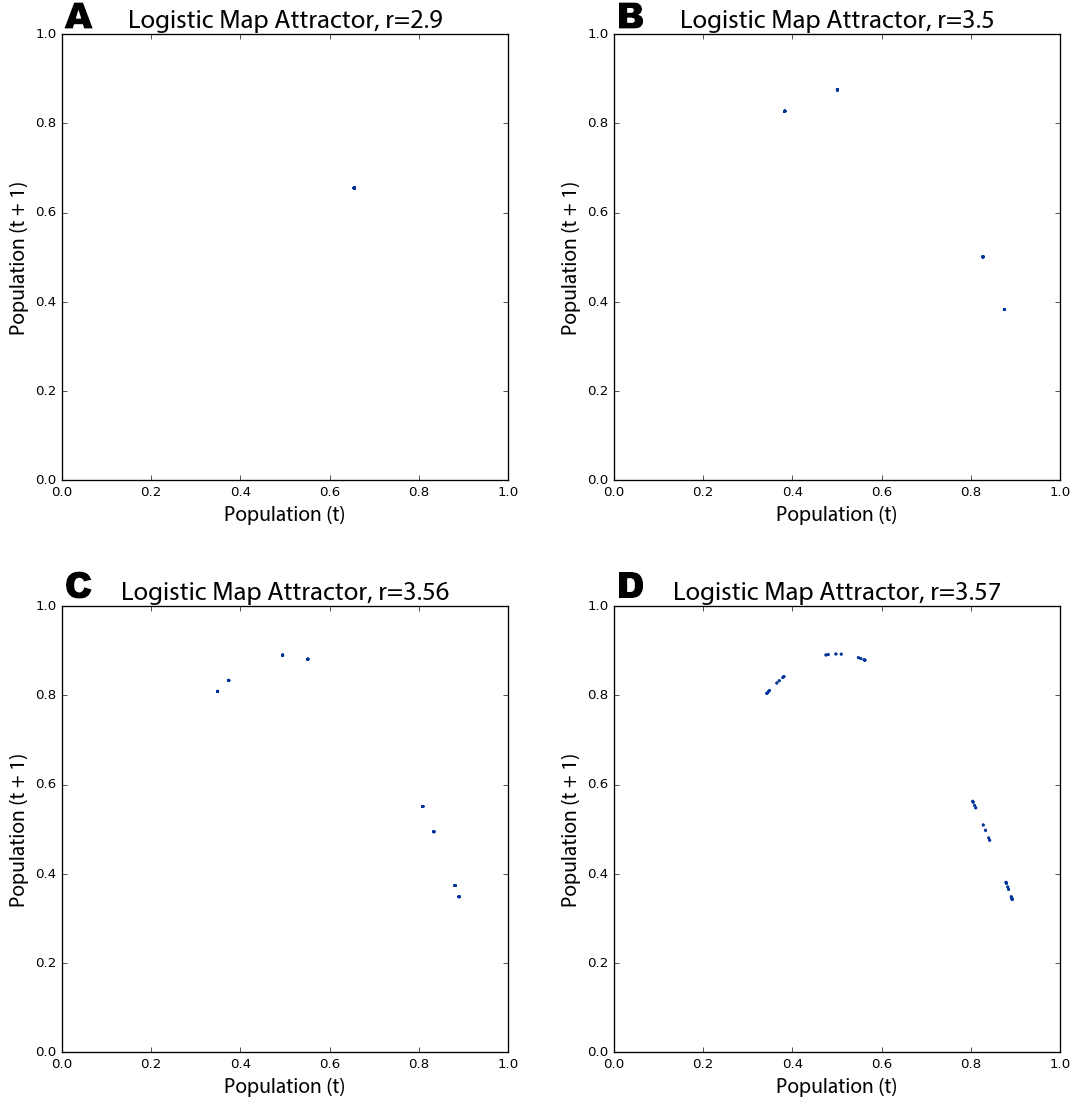 A Logistic Map Attractor, r=2.9
1.0
0.8
0.6
0.4
0.2
0.0
Population (t + 1)
0.0 0.2 0.4 0.6 0.8 1.0
Population (t)
B Logistic Map Attractor, r=3.5
1.0
0.8
0.6
0.4
0.2
0.0
Population (t + 1)
0.0 0.2 0.4 0.6 0.8 1.0
Population (t)
C Logistic Map Attractor, r=3.56
1.0
0.8
0.6
0.4
0.2
0.0
Population (t + 1)
0.0 0.2 0.4 0.6 0.8 1.0
Population (t)
D Logistic Map Attractor, r=3.57
1.0
0.8
0.6
0.4
0.2
0.0
Population (t + 1)
0.0 0.2 0.4 0.6 0.8 1.0
Population (t)